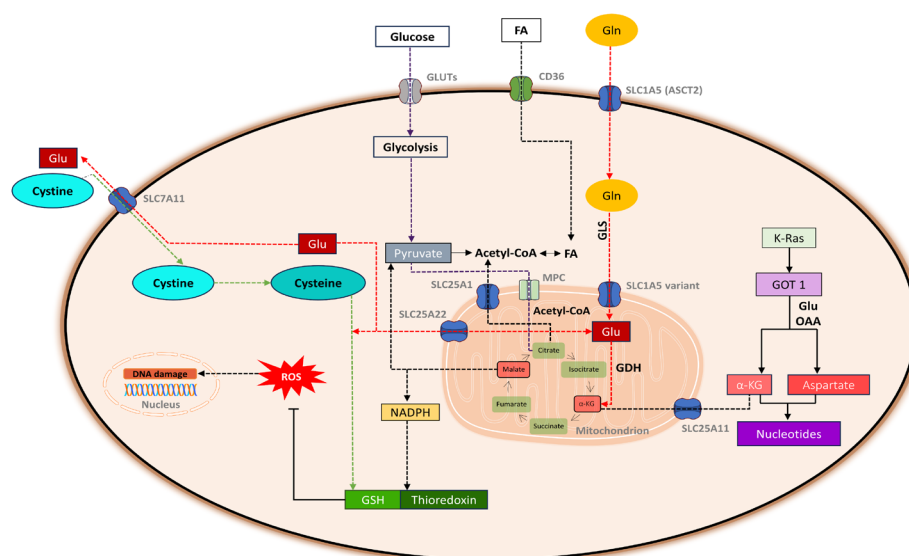 Glucose
FA
Gln
GLUTs
CD36
SLC1A5 (ASCT2)
Glycolysis
Glu
Cystine
SLC7A11
Gln
GLS
K-Ras
Glu
Pyruvate
Acetyl-CoA
FA
Cystine
Cysteine
SLC25A1
MPC
SLC1A5 variant
GOT 1
Glu
OAA
SLC25A22
Acetyl-CoA
Glu
Citrate
GDH
Malate
Isocitrate
DNA damage
Nucleus
ROS
α-KG
Aspartate
NADPH
Fumarate
α-KG
Succinate
Mitochondrion
SLC25A11
Nucleotides
GSH
Thioredoxin